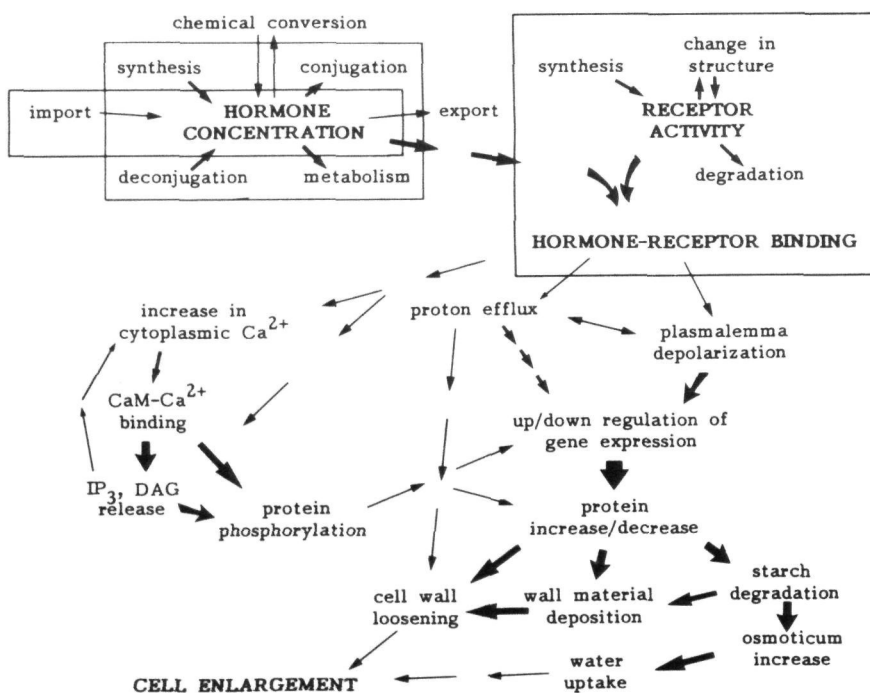 chemical conversion
synthesis
conjugation
import
HORMONE
CONCENTRATION
export
deconjugation
metabolism
synthesis
change in
structure
RECEPTOR
ACTIVITY
degradation
HORMONE-RECEPTOR BINDING
increase in
cytoplasmic Ca2+
proton efflux
plasmalemma
depolarization
CaM-Ca2+
binding
up/down regulation of
gene expression
IP3, DAG
release
protein
phosphorylation
protein
increase/decrease
cell wall
loosening
wall material
deposition
starch
degradation
osmoticum
increase
water
uptake
CELL ENLARGEMENT